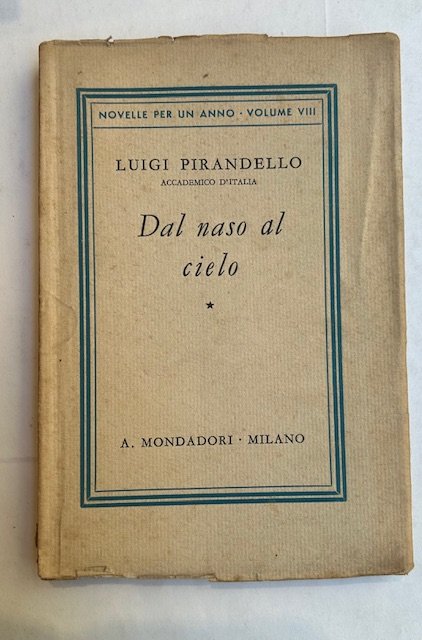 NOVELLE PER UN ANNO · VOLUME VIII
LUIGI PIRANDELLO
ACCADEMICO D'ITALIA
Dal naso al
cielo
★
A. MONDADORI · MILANO